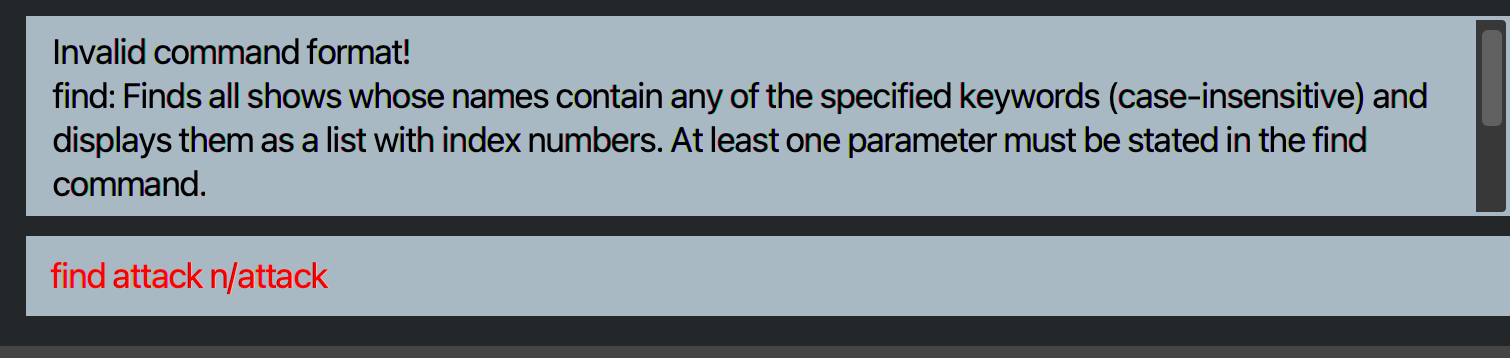 Invalid command format!
find: Finds all shows whose names contain any of the specified keywords (case-insensitive) and
displays them as a list with index numbers. At least one parameter must be stated in the find
command.
find attack n/attack